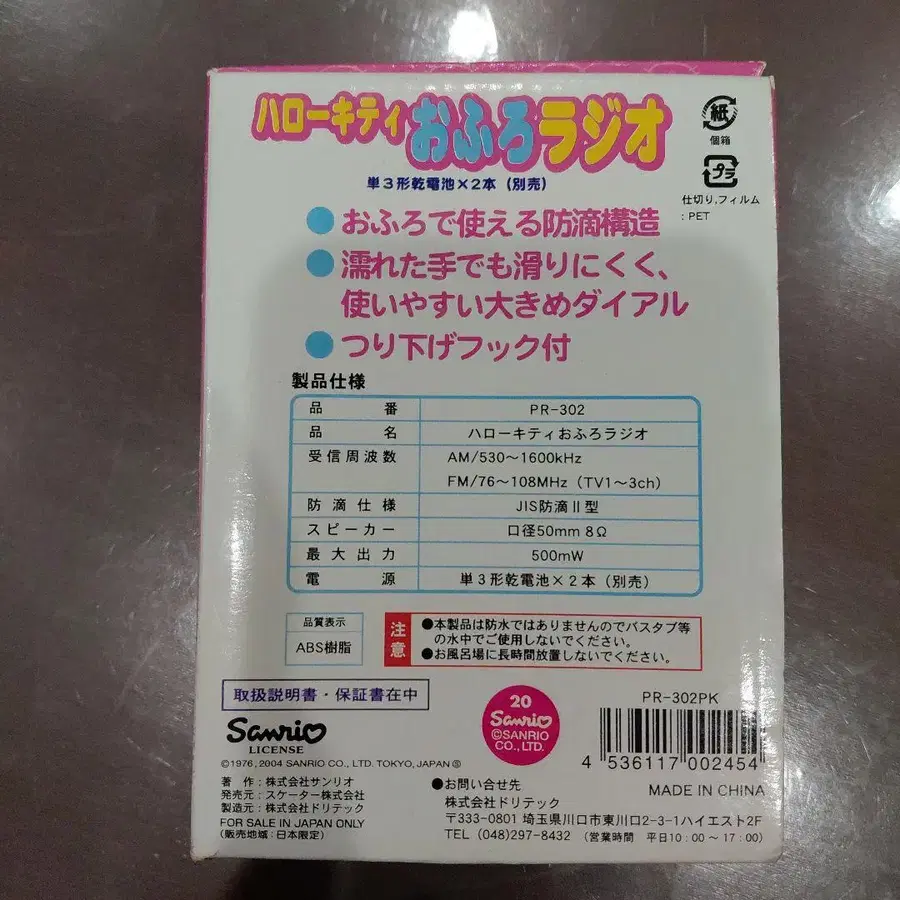 ハローキティ おふろラジオ
単3形乾電池×2本(別売)
紙
個箱
プラ
仕切り,フィルム
: PET
●おふろで使える防滴構造
●濡れた手でも滑りにくく、
使いやすい大きめダイアル
●つり下げフック付
製品仕様
品番 PR-302
品名 ハローキティおふろラジオ
受信周波数 AM/530〜1600kHz
FM/76〜108MHz(TV1〜3ch)
防滴仕様 JIS防滴Ⅱ型
スピーカー 口径50mm 8Ω
最大出力 500mW
電源 単3形乾電池×2本(別売)
品質表示
ABS樹脂
注意
●本製品は防水ではありませんのでバスタブ等
の水中でご使用しないでください。
●お風呂場に長時間放置しないでください。
取扱説明書・保証書在中
Sanrio
LICENSE
©1976, 2004 SANRIO CO., LTD. TOKYO, JAPAN Ⓢ
著作:株式会社サンリオ
発売元:スケーター株式会社
製造元:株式会社ドリテック
FOR SALE IN JAPAN ONLY
(販売地域:日本限定)
20
Sanrio
©SANRIO
CO., LTD.
PR-302PK
4 536117 002454
MADE IN CHINA
●お問い合せ先
株式会社ドリテック
〒333-0801 埼玉県川口市東川口2-3-1ハイエスト2F
TEL (048)297-8432 (営業時間 平日10:00〜17:00)